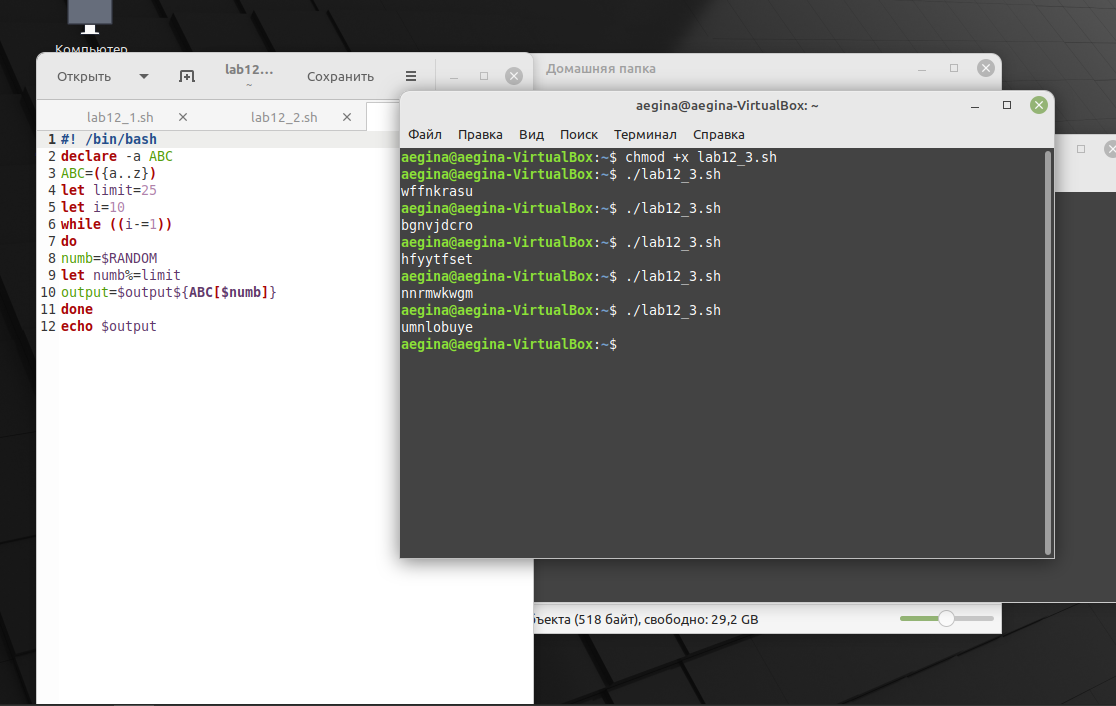 Компьютер
Открыть
lab12...
~
Сохранить
Домашняя папка
lab12_1.sh
lab12_2.sh
1 #! /bin/bash
2 declare -a ABC
3 ABC=({a..z})
4 let limit=25
5 let i=10
6 while ((i-=1))
7 do
8 numb=$RANDOM
9 let numb%=limit
10 output=$output${ABC[$numb]}
11 done
12 echo $output
aegina@aegina-VirtualBox: ~
Файл Правка Вид Поиск Терминал Справка
aegina@aegina-VirtualBox:~$ chmod +x lab12_3.sh
aegina@aegina-VirtualBox:~$ ./lab12_3.sh
wffnkrasu
aegina@aegina-VirtualBox:~$ ./lab12_3.sh
bgnvjdcro
aegina@aegina-VirtualBox:~$ ./lab12_3.sh
hfyytfset
aegina@aegina-VirtualBox:~$ ./lab12_3.sh
nnrmwkwgm
aegina@aegina-VirtualBox:~$ ./lab12_3.sh
umnlobuye
aegina@aegina-VirtualBox:~$
ъекта (518 байт), свободно: 29,2 GB